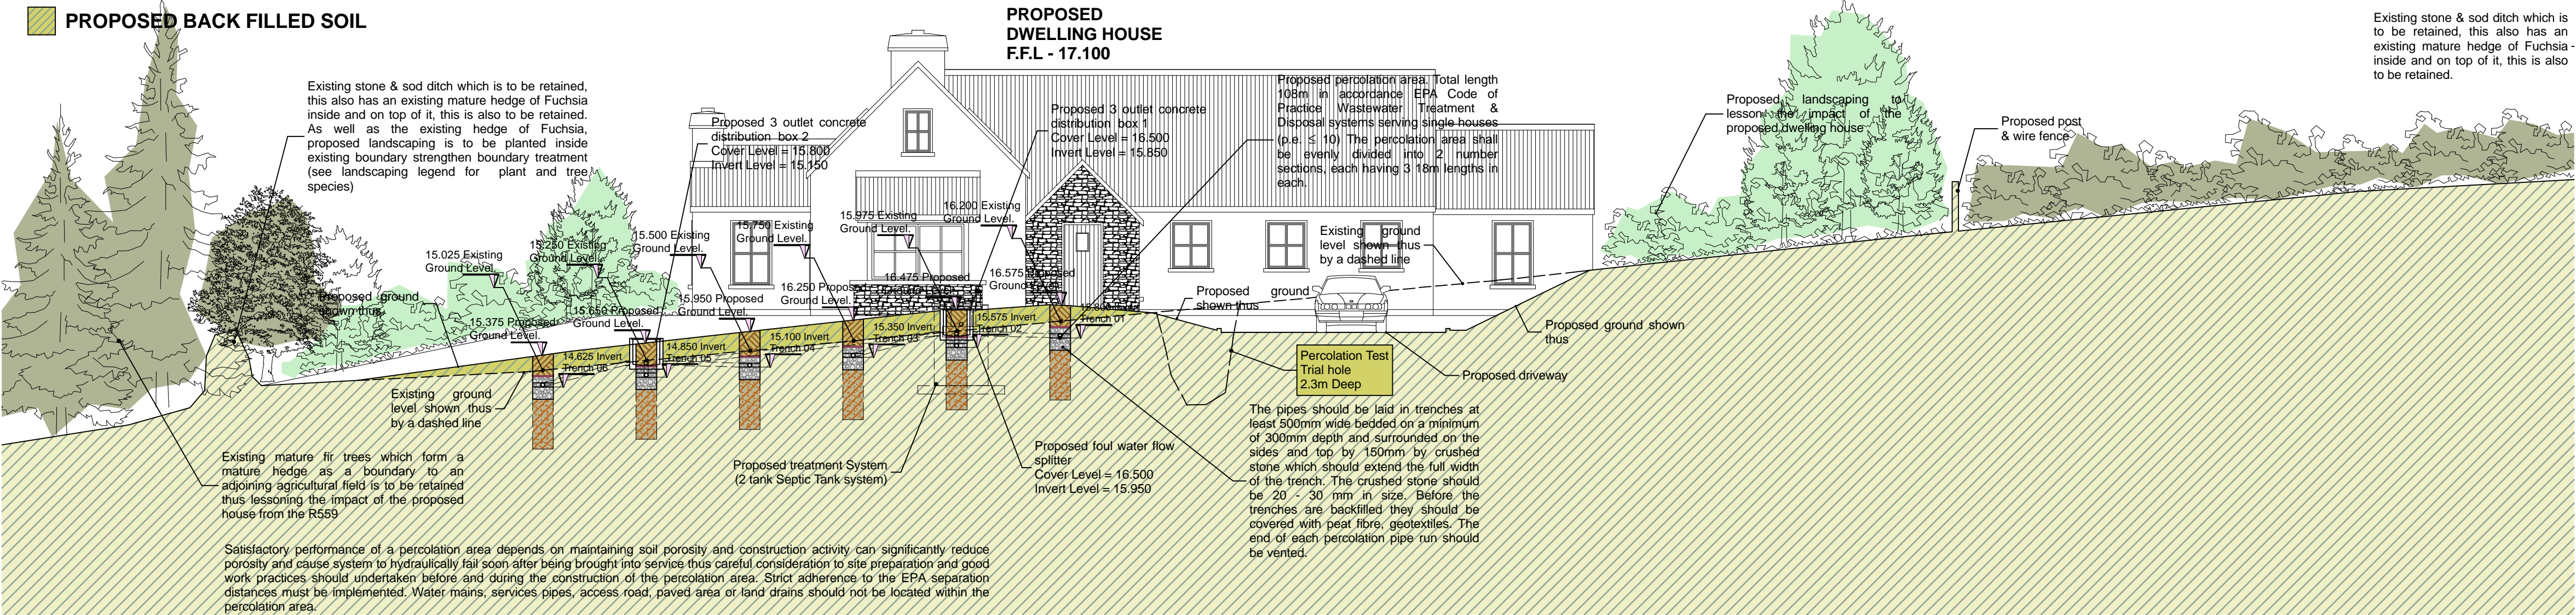 PROPOSED BACK FILLED SOIL
PROPOSED
DWELLING HOUSE
F.F.L - 17.100
Existing stone & sod ditch which is
to be retained, this also has an
existing mature hedge of Fuchsia
inside and on top of it, this is also
to be retained.
Existing stone & sod ditch which is to be retained,
this also has an existing mature hedge of Fuchsia
inside and on top of it, this is also to be retained.
As well as the existing hedge of Fuchsia,
proposed landscaping is to be planted inside
existing boundary strengthen boundary treatment
(see landscaping legend for plant and tree
species)
Proposed 3 outlet concrete
distribution box 2
Cover Level = 15.800
Invert Level = 15.150
Proposed 3 outlet concrete
distribution box 1
Cover Level = 16.500
Invert Level = 15.850
Proposed percolation area. Total length
108m in accordance EPA Code of
Practice Wastewater Treatment &
Disposal systems serving single houses
(p.e. ≤ 10) The percolation area shall
be evenly divided into 2 number
sections, each having 3 18m lengths in
each.
Proposed landscaping to
lesson the impact of the
proposed dwelling house
Proposed post
& wire fence
15.025 Existing
Ground Level.
15.250 Existing
Ground Level.
15.500 Existing
Ground Level.
15.750 Existing
Ground Level.
15.975 Existing
Ground Level.
16.200 Existing
Ground Level.
Existing ground
level shown thus
by a dashed line
Proposed ground
shown thus
15.375 Proposed
Ground Level.
15.650 Proposed
Ground Level.
15.950 Proposed
Ground Level.
16.250 Proposed
Ground Level.
16.475 Proposed
Ground Level.
16.575 Proposed
Ground Level.
Proposed ground
shown thus
14.625 Invert
Trench 06
14.850 Invert
Trench 05
15.100 Invert
Trench 04
15.350 Invert
Trench 03
15.575 Invert
Trench 02
15.800 Invert
Trench 01
Proposed ground shown
thus
Percolation Test
Trial hole
2.3m Deep
Proposed driveway
Existing ground
level shown thus
by a dashed line
The pipes should be laid in trenches at
least 500mm wide bedded on a minimum
of 300mm depth and surrounded on the
sides and top by 150mm by crushed
stone which should extend the full width
of the trench. The crushed stone should
be 20 - 30 mm in size. Before the
trenches are backfilled they should be
covered with peat fibre, geotextiles. The
end of each percolation pipe run should
be vented.
Proposed foul water flow
splitter
Cover Level = 16.500
Invert Level = 15.950
Proposed treatment System
(2 tank Septic Tank system)
Existing mature fir trees which form a
mature hedge as a boundary to an
adjoining agricultural field is to be retained
thus lessoning the impact of the proposed
house from the R559
Satisfactory performance of a percolation area depends on maintaining soil porosity and construction activity can significantly reduce
porosity and cause system to hydraulically fail soon after being brought into service thus careful consideration to site preparation and good
work practices should undertaken before and during the construction of the percolation area. Strict adherence to the EPA separation
distances must be implemented. Water mains, services pipes, access road, paved area or land drains should not be located within the
percolation area.